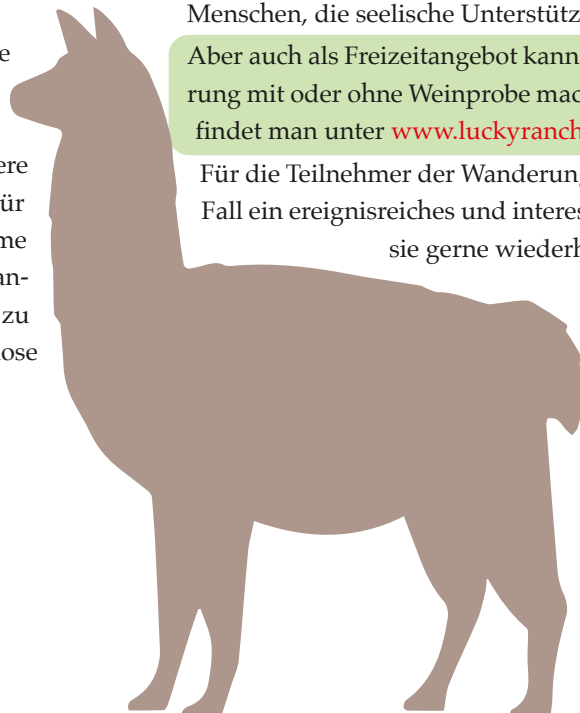 e
ere
ür
me
an-
zu
lose
Menschen, die seelische Unterstütz
Aber auch als Freizeitangebot kann
rung mit oder ohne Weinprobe mac
findet man unter www.luckyranch
Für die Teilnehmer der Wanderung
Fall ein ereignisreiches und interes
sie gerne wiederh